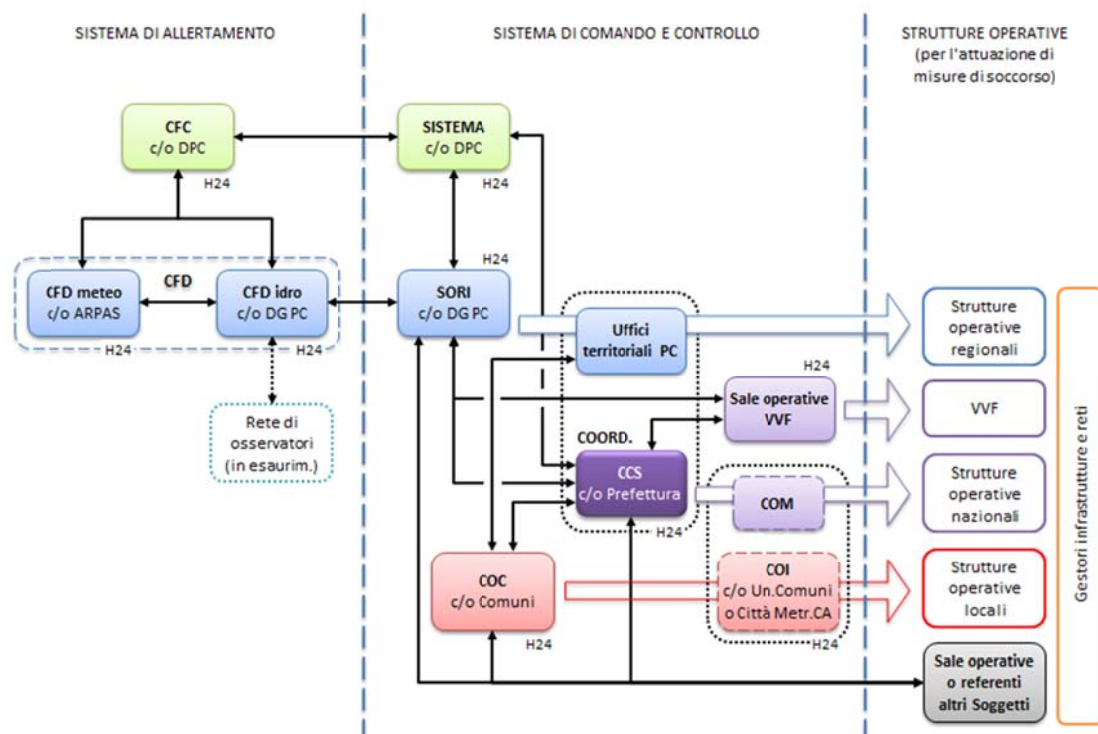 SISTEMA DI ALLERTAMENTO
SISTEMA DI COMANDO E CONTROLLO
STRUTTURE OPERATIVE
(per l'attuazione di
misure di soccorso)
CFC
c/o DPC
H24
SISTEMA
c/o DPC
H24
CFD meteo
c/o ARPAS
H24
CFD
CFD idro
c/o DG PC
H24
Rete di
osservatori
(in esaurim.)
H24
SORI
c/o DG PC
Uffici
territoriali PC
H24
Sale operative
VVF
COORD.
CCS
c/o Prefettura
H24
COM
COC
c/o Comuni
H24
COI
c/o Un.Comuni
o Città Metr.CA
H24
Strutture
operative
regionali
VVF
Strutture
operative
nazionali
Strutture
operative
locali
Sale operative
o referenti
altri Soggetti
Gestori infrastrutture e reti